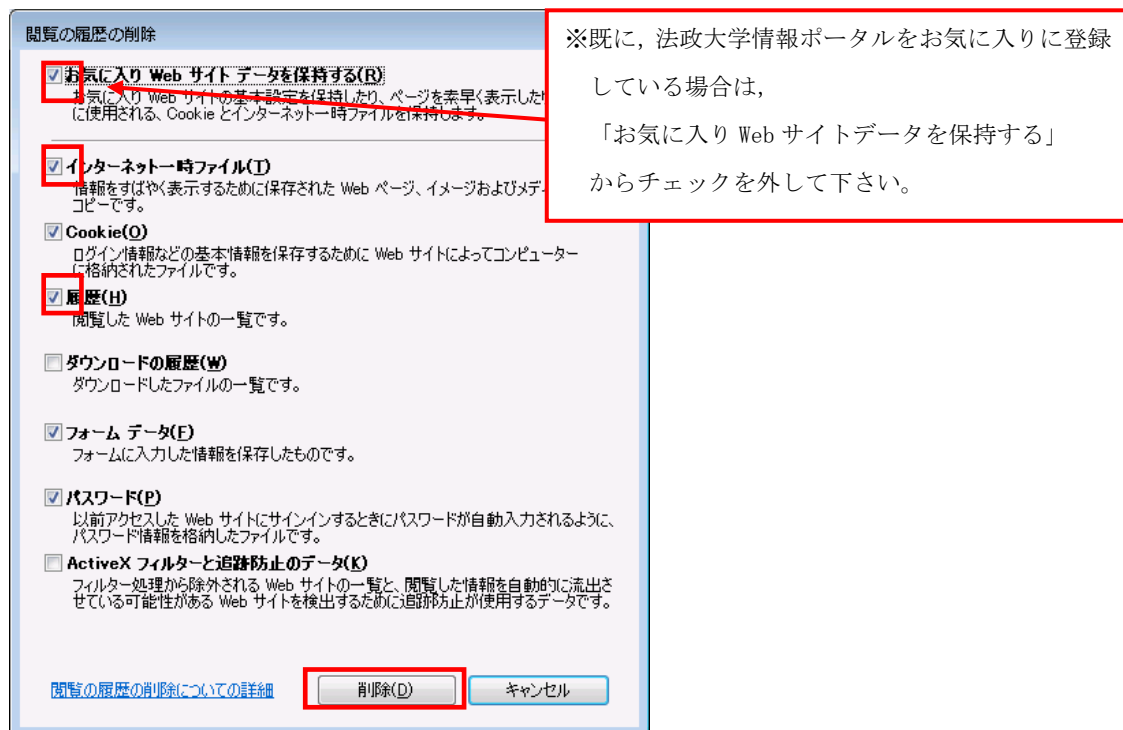 閲覧の履歴の削除
お気に入り Web サイト データを保持する(R)
お気に入り Web サイトの基本設定を保持したり、ページを素早く表示した
に使用される、Cookie とインターネット一時ファイルを保持します。
※既に，法政大学情報ポータルをお気に入りに登録
している場合は，
「お気に入り Web サイトデータを保持する」
からチェックを外して下さい。
インターネット一時ファイル(T)
情報をすばやく表示するために保存された Web ページ、イメージおよびメデ
コピーです。
Cookie(O)
ログイン情報などの基本情報を保存するために Web サイトによってコンピューター
に格納されたファイルです。
履歴(H)
閲覧した Web サイトの一覧です。
ダウンロードの履歴(W)
ダウンロードしたファイルの一覧です。
フォーム データ(F)
フォームに入力した情報を保存したものです。
パスワード(P)
以前アクセスした Web サイトにサインインするときにパスワードが自動入力されるように、
パスワード情報を格納したファイルです。
ActiveX フィルターと追跡防止のデータ(K)
フィルター処理から除外される Web サイトの一覧と、閲覧した情報を自動的に流出さ
せている可能性がある Web サイトを検出するために追跡防止が使用するデータです。
閲覧の履歴の削除についての詳細
削除(D)
キャンセル